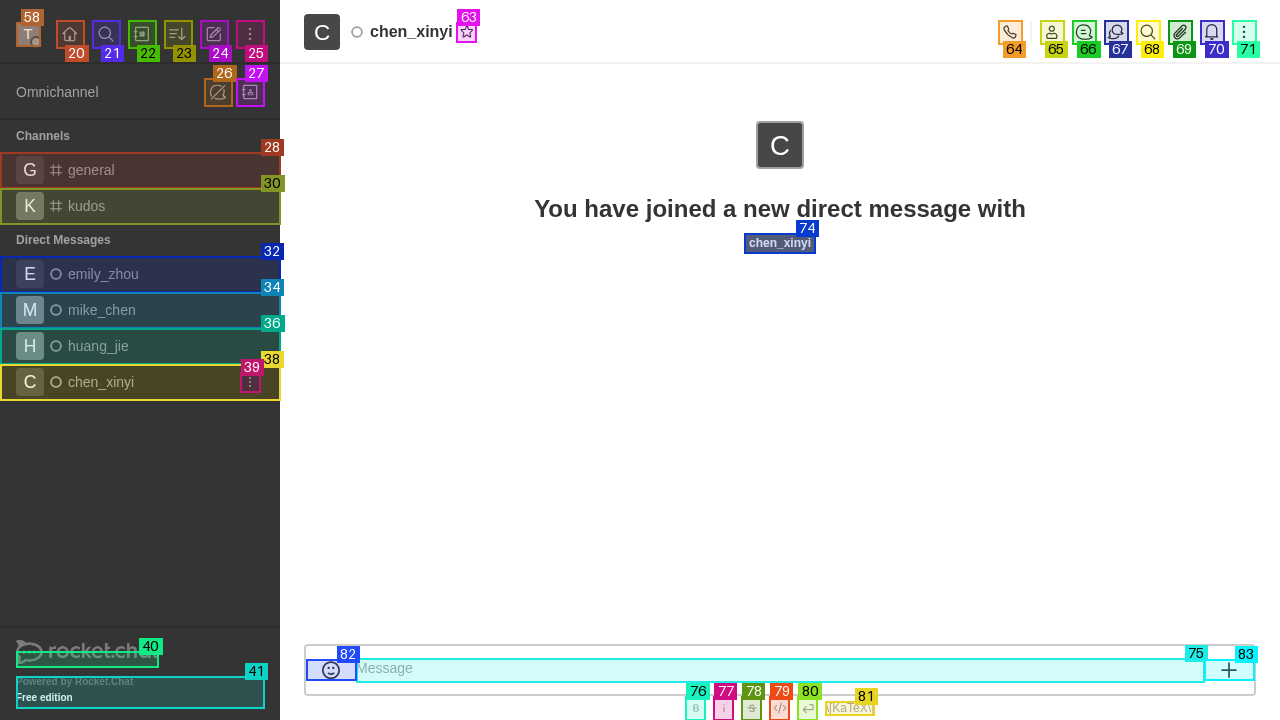 58
T
20
21
22
23
24
25
26
27
Omnichannel
Channels
28
G general
30
K kudos
Direct Messages
32
E emily_zhou
34
M mike_chen
36
H huang_jie
38
39
C chen_xinyi
40
rocket.chat
41
Powered by Rocket.Chat
Free edition
C chen_xinyi
63
64
65
66
67
68
69
70
71
C
You have joined a new direct message with
74
chen_xinyi
82
Message
75
83
76
77
78
79
80
81
B
i
S
</>
\[KaTeX\]